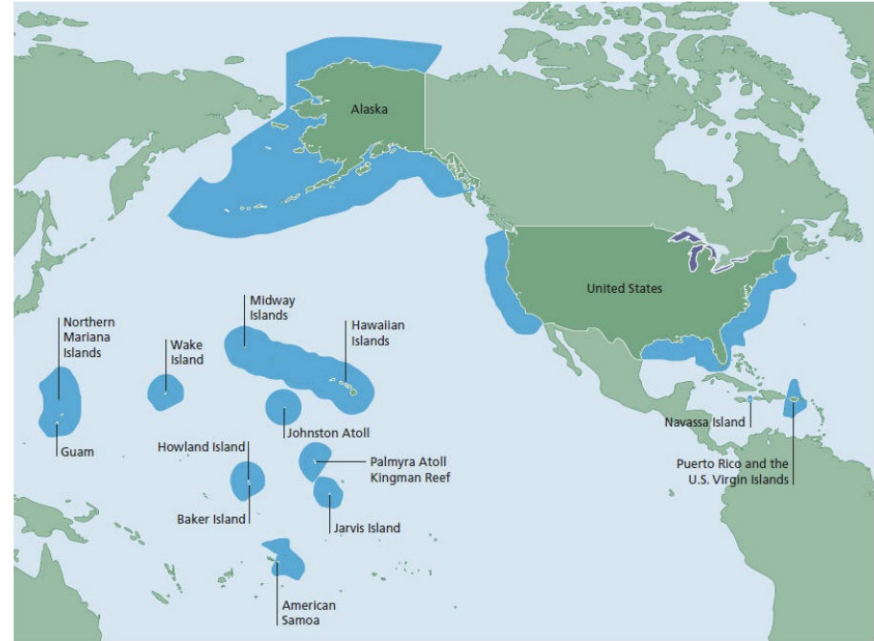 Alaska
United States
Northern
Mariana
Islands
Wake
Island
Midway
Islands
Hawaiian
Islands
Guam
Johnston Atoll
Navassa Island
Howland Island
Palmyra Atoll
Kingman Reef
Puerto Rico and the
U.S. Virgin Islands
Baker Island
Jarvis Island
American
Samoa